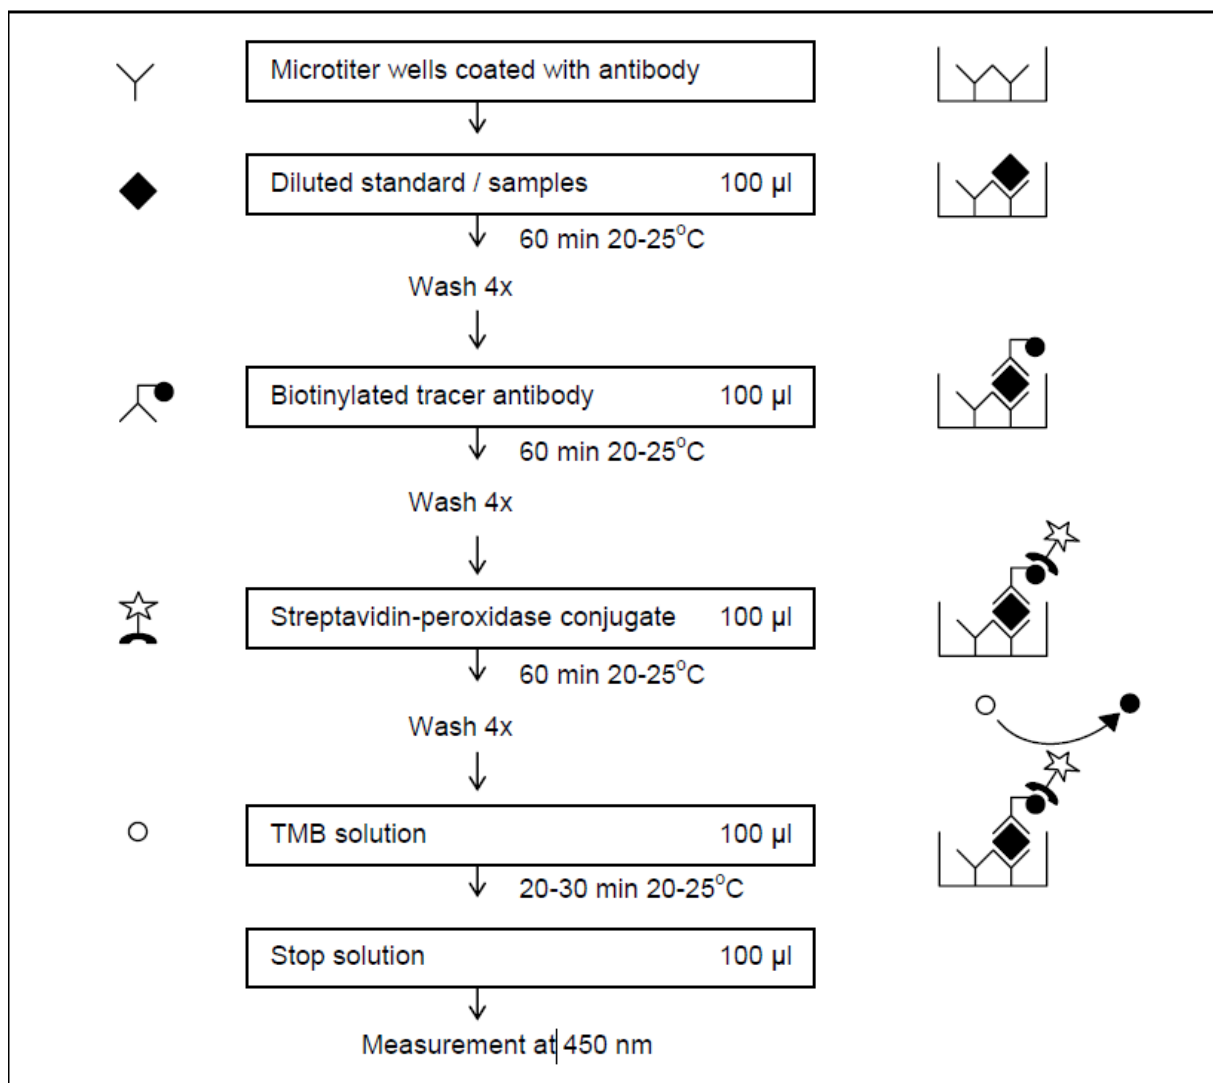 Microtiter wells coated with antibody
Diluted standard / samples 100 µl
60 min 20-25°C
Wash 4x
Biotinylated tracer antibody 100 µl
60 min 20-25°C
Wash 4x
Streptavidin-peroxidase conjugate 100 µl
60 min 20-25°C
Wash 4x
TMB solution 100 µl
20-30 min 20-25°C
Stop solution 100 µl
Measurement at 450 nm